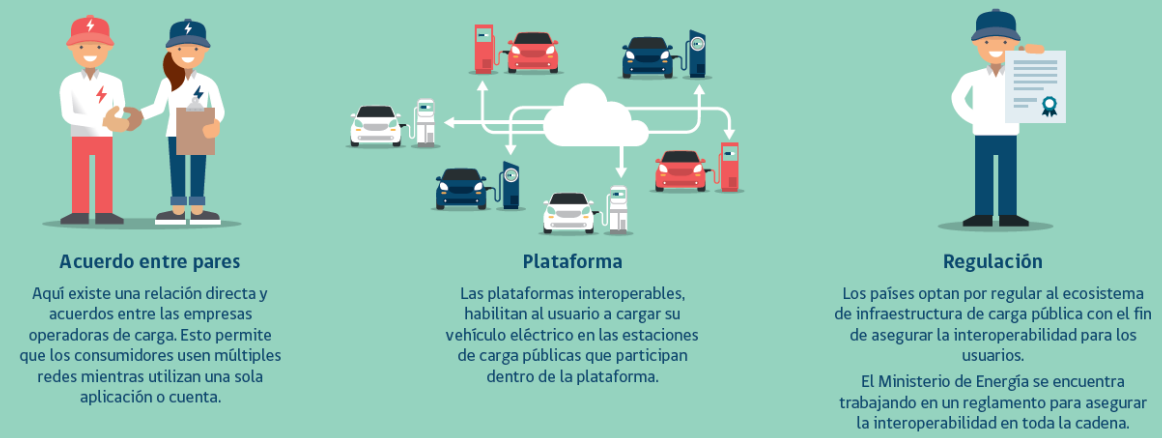 Acuerdo entre pares
Aquí existe una relación directa y
acuerdos entre las empresas
operadoras de carga. Esto permite
que los consumidores usen múltiples
redes mientras utilizan una sola
aplicación o cuenta.
Plataforma
Las plataformas interoperables,
habilitan al usuario a cargar su
vehículo eléctrico en las estaciones
de carga públicas que participan
dentro de la plataforma.
Regulación
Los países optan por regular al ecosistema
de infraestructura de carga pública con el fin
de asegurar la interoperabilidad para los
usuarios.
El Ministerio de Energía se encuentra
trabajando en un reglamento para asegurar
la interoperabilidad en toda la cadena.